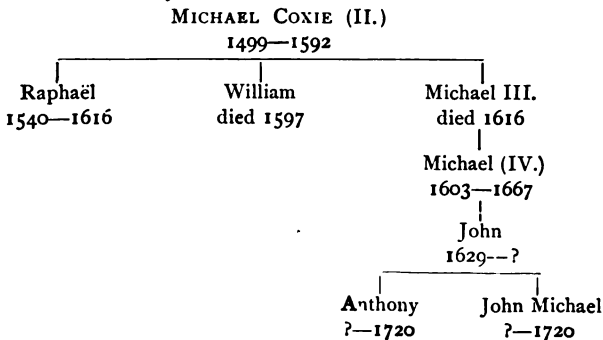 MICHAEL COXIE (II.)
1499—1592
Raphaël William Michael III.
1540—1616 died 1597 died 1616
Michael (IV.)
1603—1667
John
1629--?
Anthony John Michael
?—1720 ?—1720